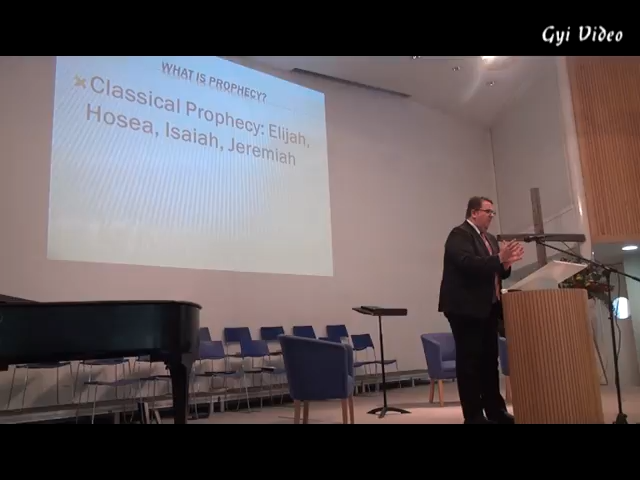 Gyi Video
WHAT IS PROPHECY?
Classical Prophecy: Elijah,
Hosea, Isaiah, Jeremiah